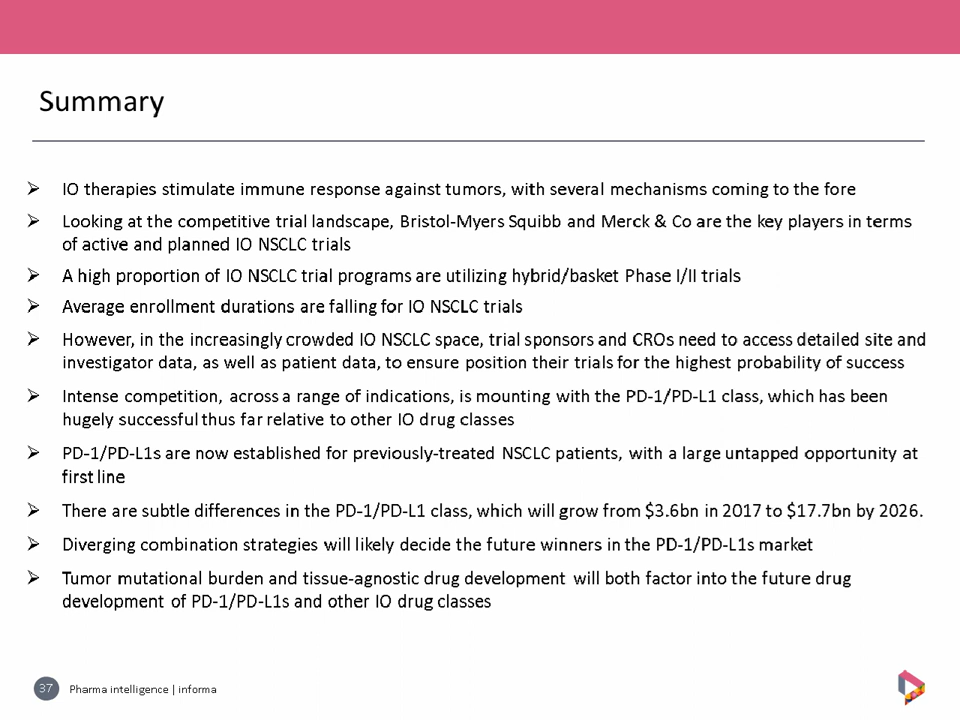 Summary
➢ IO therapies stimulate immune response against tumors, with several mechanisms coming to the fore
➢ Looking at the competitive trial landscape, Bristol-Myers Squibb and Merck & Co are the key players in terms
of active and planned IO NSCLC trials
➢ A high proportion of IO NSCLC trial programs are utilizing hybrid/basket Phase I/II trials
➢ Average enrollment durations are falling for IO NSCLC trials
➢ However, in the increasingly crowded IO NSCLC space, trial sponsors and CROs need to access detailed site and
investigator data, as well as patient data, to ensure position their trials for the highest probability of success
➢ Intense competition, across a range of indications, is mounting with the PD-1/PD-L1 class, which has been
hugely successful thus far relative to other IO drug classes
➢ PD-1/PD-L1s are now established for previously-treated NSCLC patients, with a large untapped opportunity at
first line
➢ There are subtle differences in the PD-1/PD-L1 class, which will grow from $3.6bn in 2017 to $17.7bn by 2026.
➢ Diverging combination strategies will likely decide the future winners in the PD-1/PD-L1s market
➢ Tumor mutational burden and tissue-agnostic drug development will both factor into the future drug
development of PD-1/PD-L1s and other IO drug classes
37 Pharma intelligence | informa